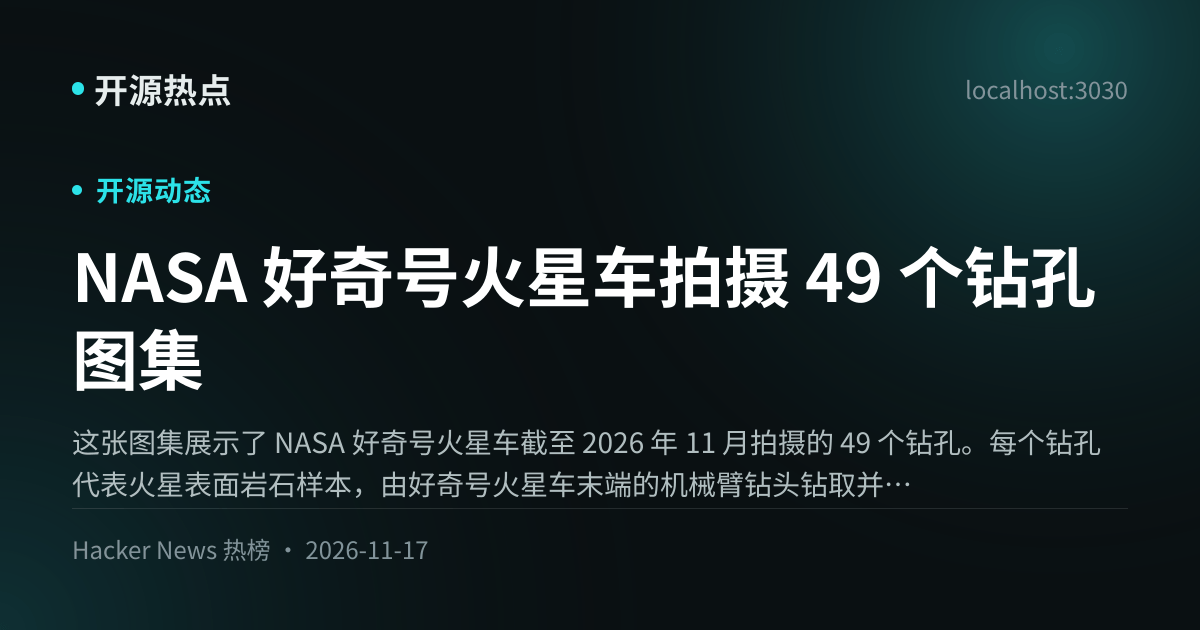 开源热点
localhost:3030
开源动态
NASA 好奇号火星车拍摄 49 个钻孔
图集
这张图集展示了 NASA 好奇号火星车截至 2026 年 11 月拍摄的 49 个钻孔。每个钻孔
代表火星表面岩石样本，由好奇号火星车末端的机械臂钻头钻取并…
Hacker News 热榜 · 2026-11-17